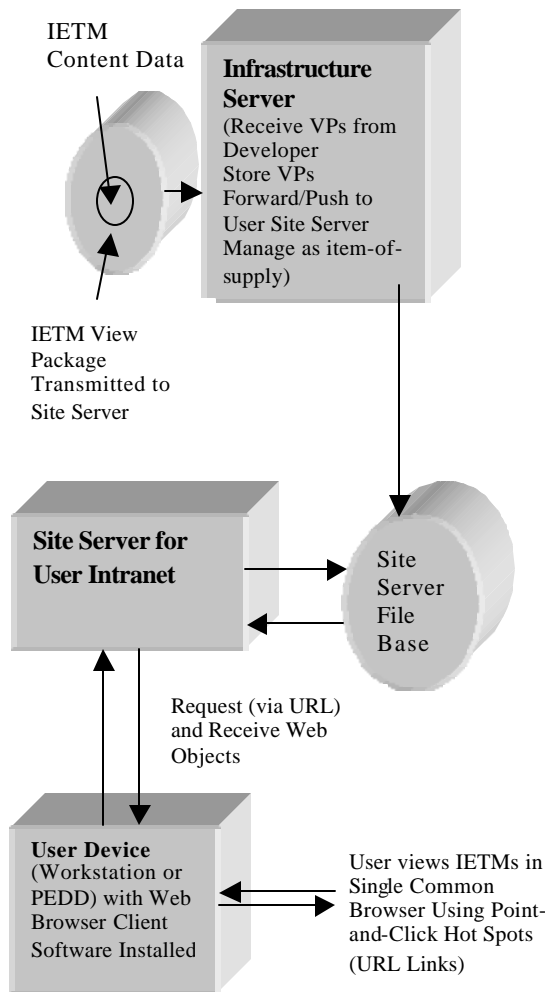 IETM
Content Data
Infrastructure
Server
(Receive VPs from
Developer
Store VPs
Forward/Push to
User Site Server
Manage as item-of-
supply)
IETM View
Package
Transmitted to
Site Server
Site Server for
User Intranet
Site
Server
File
Base
Request (via URL)
and Receive Web
Objects
User Device
(Workstation or
PEDD) with Web
Browser Client
Software Installed
User views IETMs in
Single Common
Browser Using Point-
and-Click Hot Spots
(URL Links)